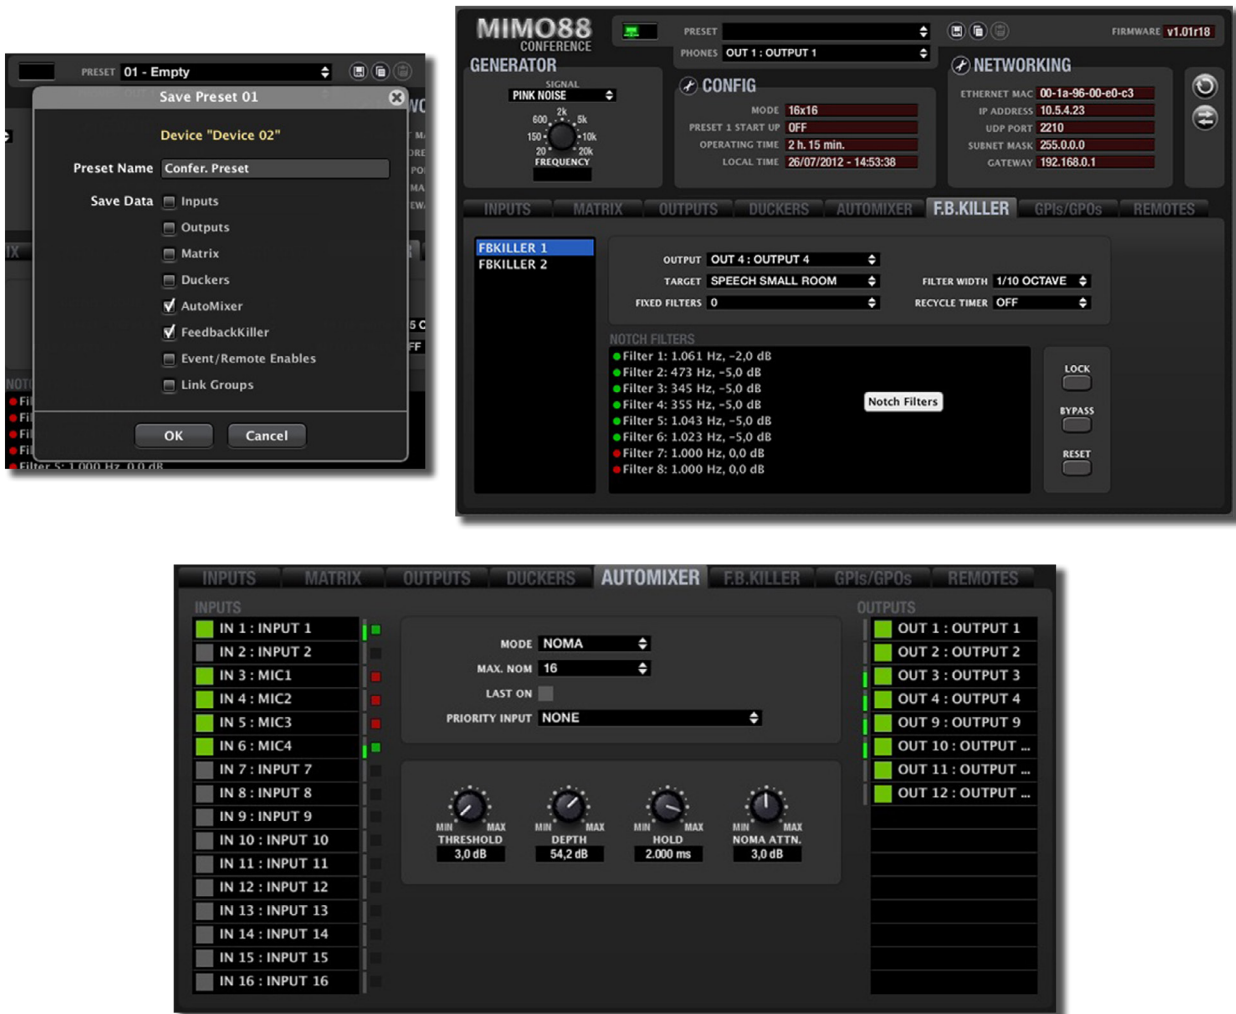 PRESET 01 - Empty
Save Preset 01
Device "Device 02"
Preset Name Confer. Preset
Save Data Inputs
Outputs
Matrix
Duckers
AutoMixer
FeedbackKiller
Event/Remote Enables
Link Groups
OK Cancel
Filter 5: 1.000 Hz, 0,0 dB
MIMO88
CONFERENCE
PRESET
PHONES OUT 1 : OUTPUT 1
FIRMWARE v1.01r18
GENERATOR
SIGNAL
PINK NOISE
2k
600 5k
150 10k
20 20k
FREQUENCY
CONFIG
MODE 16x16
PRESET 1 START UP OFF
OPERATING TIME 2 h. 15 min.
LOCAL TIME 26/07/2012 - 14:53:38
NETWORKING
ETHERNET MAC 00-1a-96-00-e0-c3
IP ADDRESS 10.5.4.23
UDP PORT 2210
SUBNET MASK 255.0.0.0
GATEWAY 192.168.0.1
INPUTS MATRIX OUTPUTS DUCKERS AUTOMIXER F.B.KILLER GPIs/GPOs REMOTES
FBKILLER 1
FBKILLER 2
OUTPUT OUT 4 : OUTPUT 4
TARGET SPEECH SMALL ROOM
FILTER WIDTH 1/10 OCTAVE
FIXED FILTERS 0
RECYCLE TIMER OFF
NOTCH FILTERS
Filter 1: 1.061 Hz, -2,0 dB
Filter 2: 473 Hz, -5,0 dB
Filter 3: 345 Hz, -5,0 dB
Filter 4: 355 Hz, -5,0 dB
Filter 5: 1.043 Hz, -5,0 dB
Filter 6: 1.023 Hz, -5,0 dB
Filter 7: 1.000 Hz, 0,0 dB
Filter 8: 1.000 Hz, 0,0 dB
Notch Filters
LOCK
BYPASS
RESET
INPUTS MATRIX OUTPUTS DUCKERS AUTOMIXER F.B.KILLER GPIs/GPOs REMOTES
INPUTS
IN 1 : INPUT 1
IN 2 : INPUT 2
IN 3 : MIC1
IN 4 : MIC2
IN 5 : MIC3
IN 6 : MIC4
IN 7 : INPUT 7
IN 8 : INPUT 8
IN 9 : INPUT 9
IN 10 : INPUT 10
IN 11 : INPUT 11
IN 12 : INPUT 12
IN 13 : INPUT 13
IN 14 : INPUT 14
IN 15 : INPUT 15
IN 16 : INPUT 16
MODE NOMA
MAX. NOM 16
LAST ON
PRIORITY INPUT NONE
MIN MAX MIN MAX MIN MAX MIN MAX
THRESHOLD DEPTH HOLD NOMA ATTN.
3,0 dB 54,2 dB 2.000 ms 3,0 dB
OUTPUTS
OUT 1 : OUTPUT 1
OUT 2 : OUTPUT 2
OUT 3 : OUTPUT 3
OUT 4 : OUTPUT 4
OUT 9 : OUTPUT 9
OUT 10 : OUTPUT ...
OUT 11 : OUTPUT ...
OUT 12 : OUTPUT ...